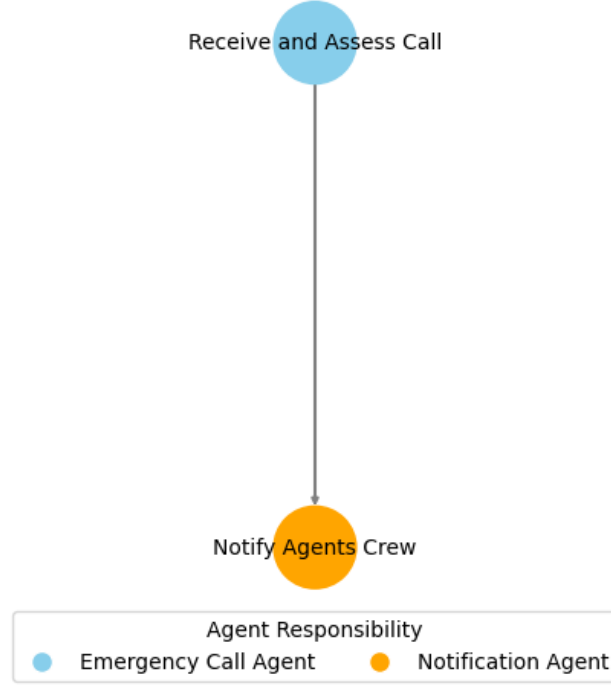 Receive and Assess Call
Notify Agents Crew
Agent Responsibility
Emergency Call Agent Notification Agent